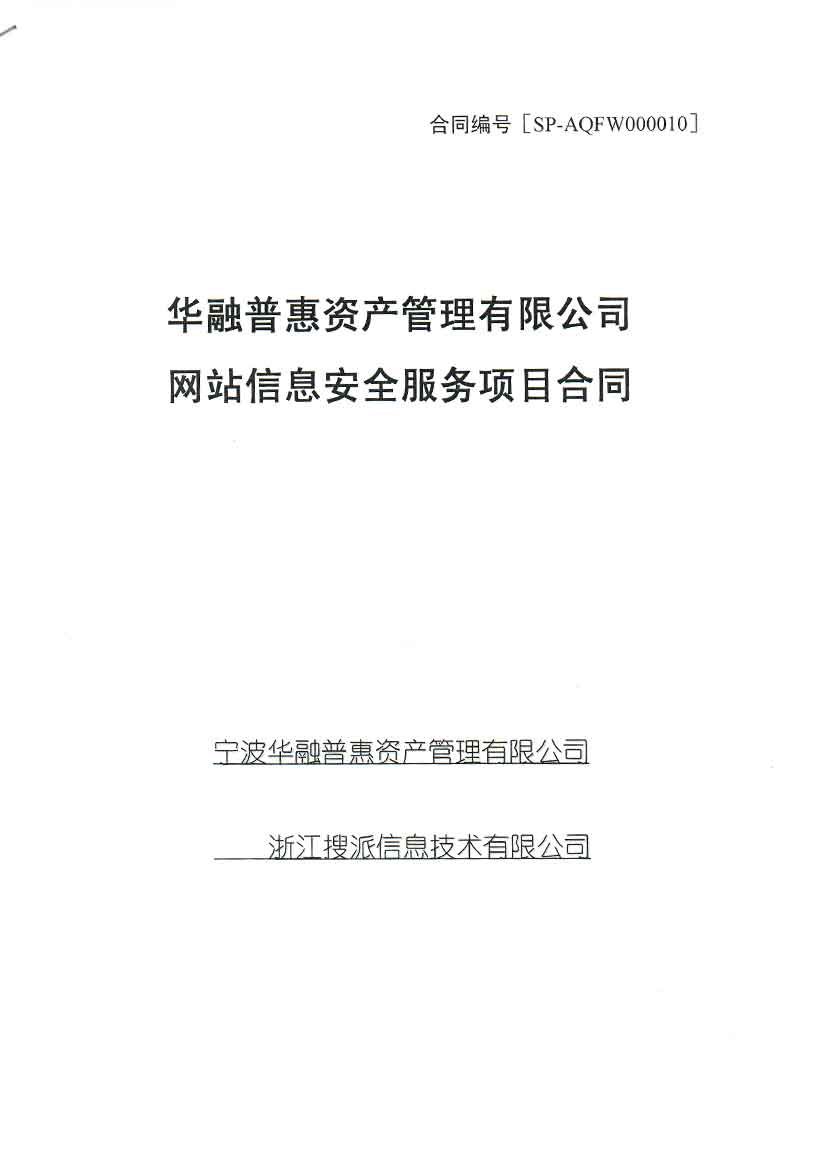 合同编号［SP-AQFW000010］
华融普惠资产管理有限公司
网站信息安全服务项目合同
宁波华融普惠资产管理有限公司
浙江搜派信息技术有限公司